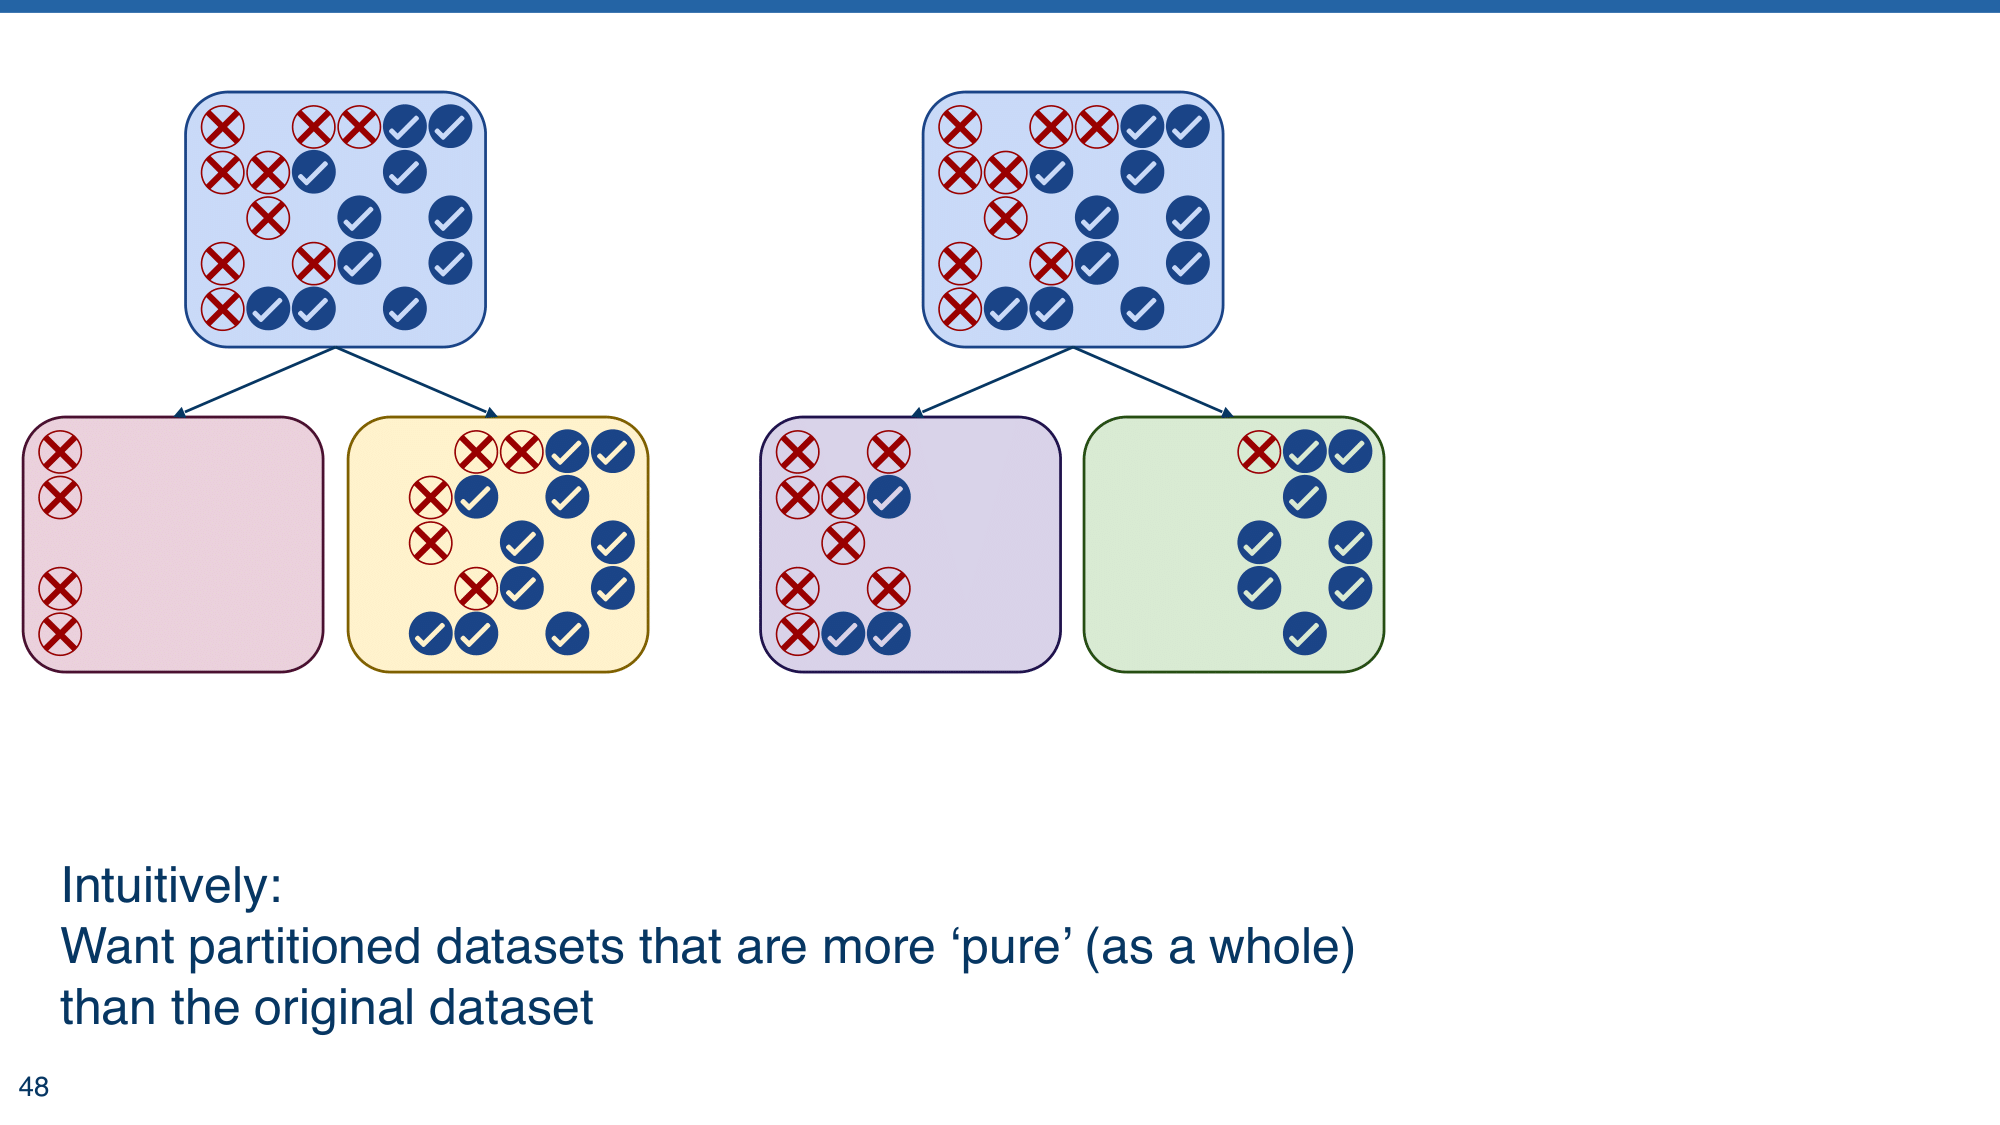 Intuitively:
Want partitioned datasets that are more ‘pure’ (as a whole)
than the original dataset
48